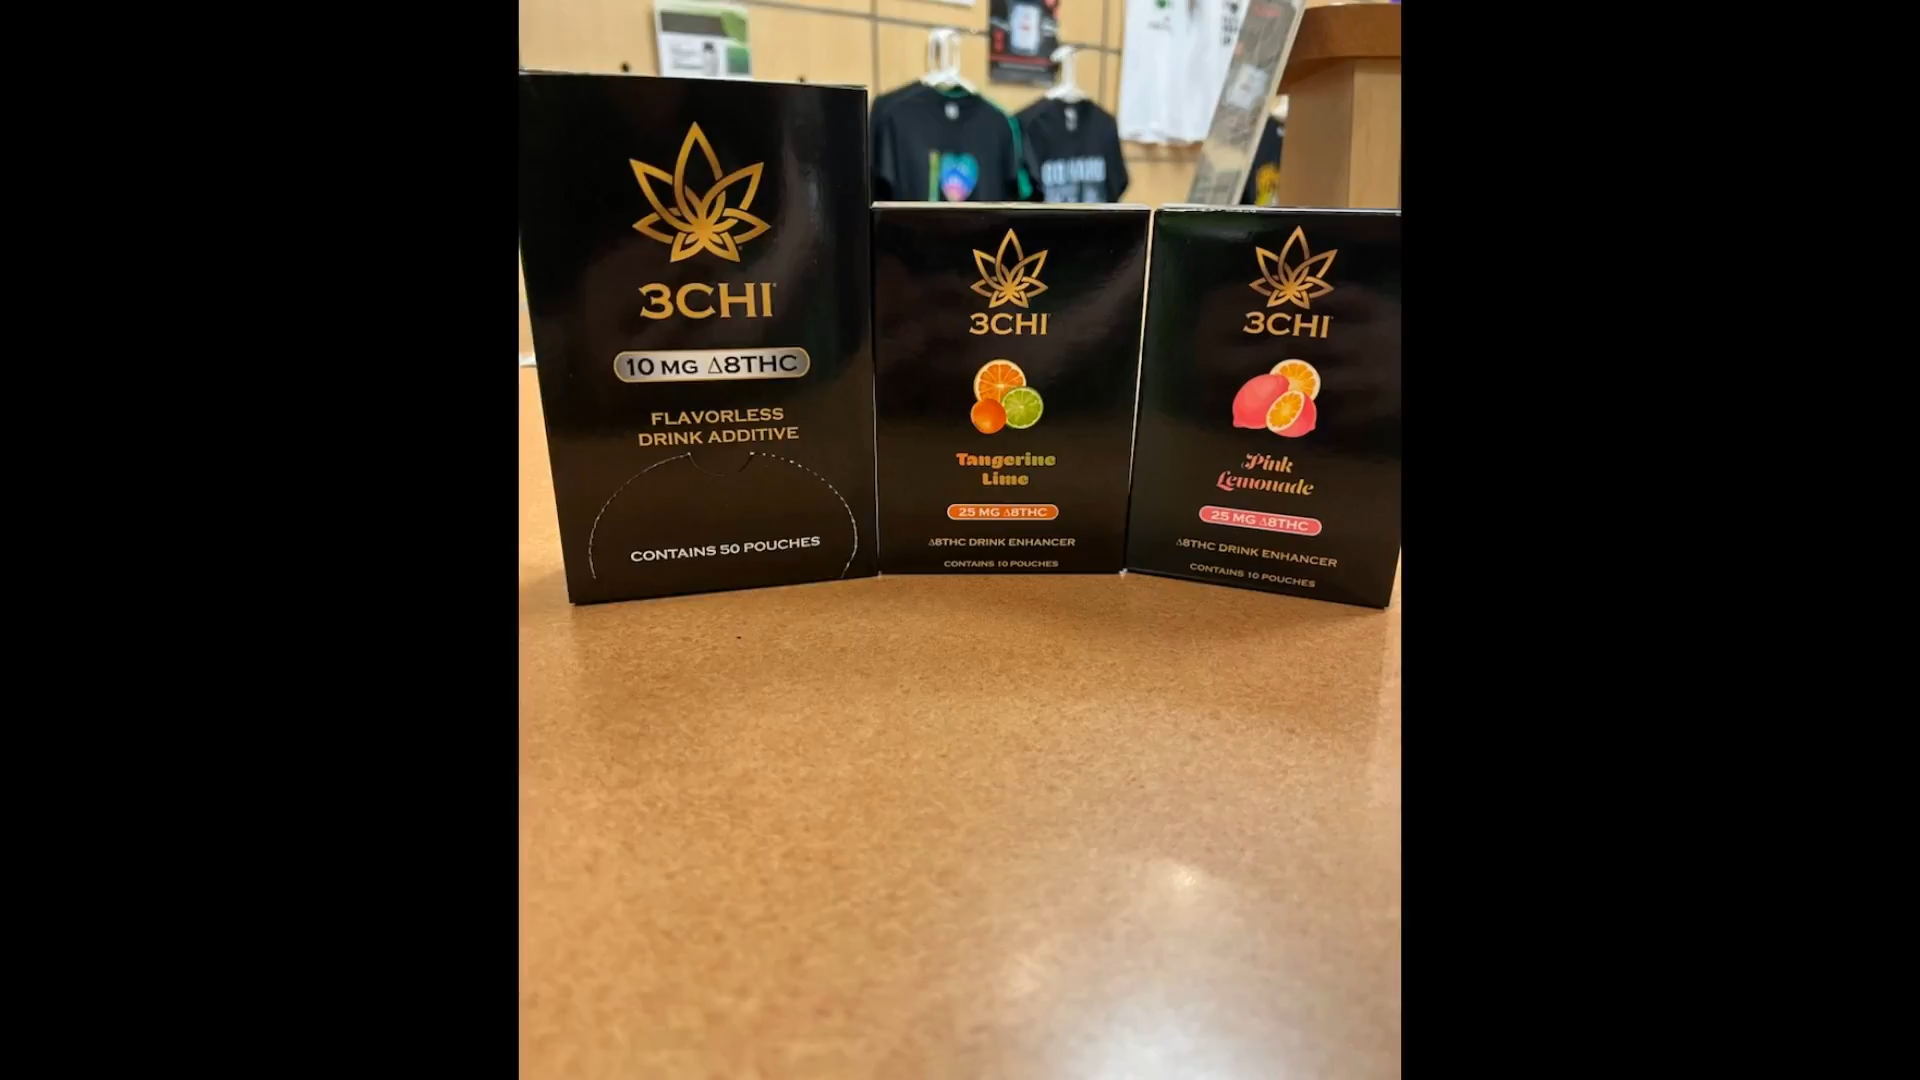 3CHI
10 MG Δ8THC
FLAVORLESS
DRINK ADDITIVE
CONTAINS 50 POUCHES
3CHI
Tangerine
Lime
25 MG Δ8THC
Δ8THC DRINK ENHANCER
CONTAINS 10 POUCHES
3CHI
Pink
Lemonade
25 MG Δ8THC
Δ8THC DRINK ENHANCER
CONTAINS 10 POUCHES